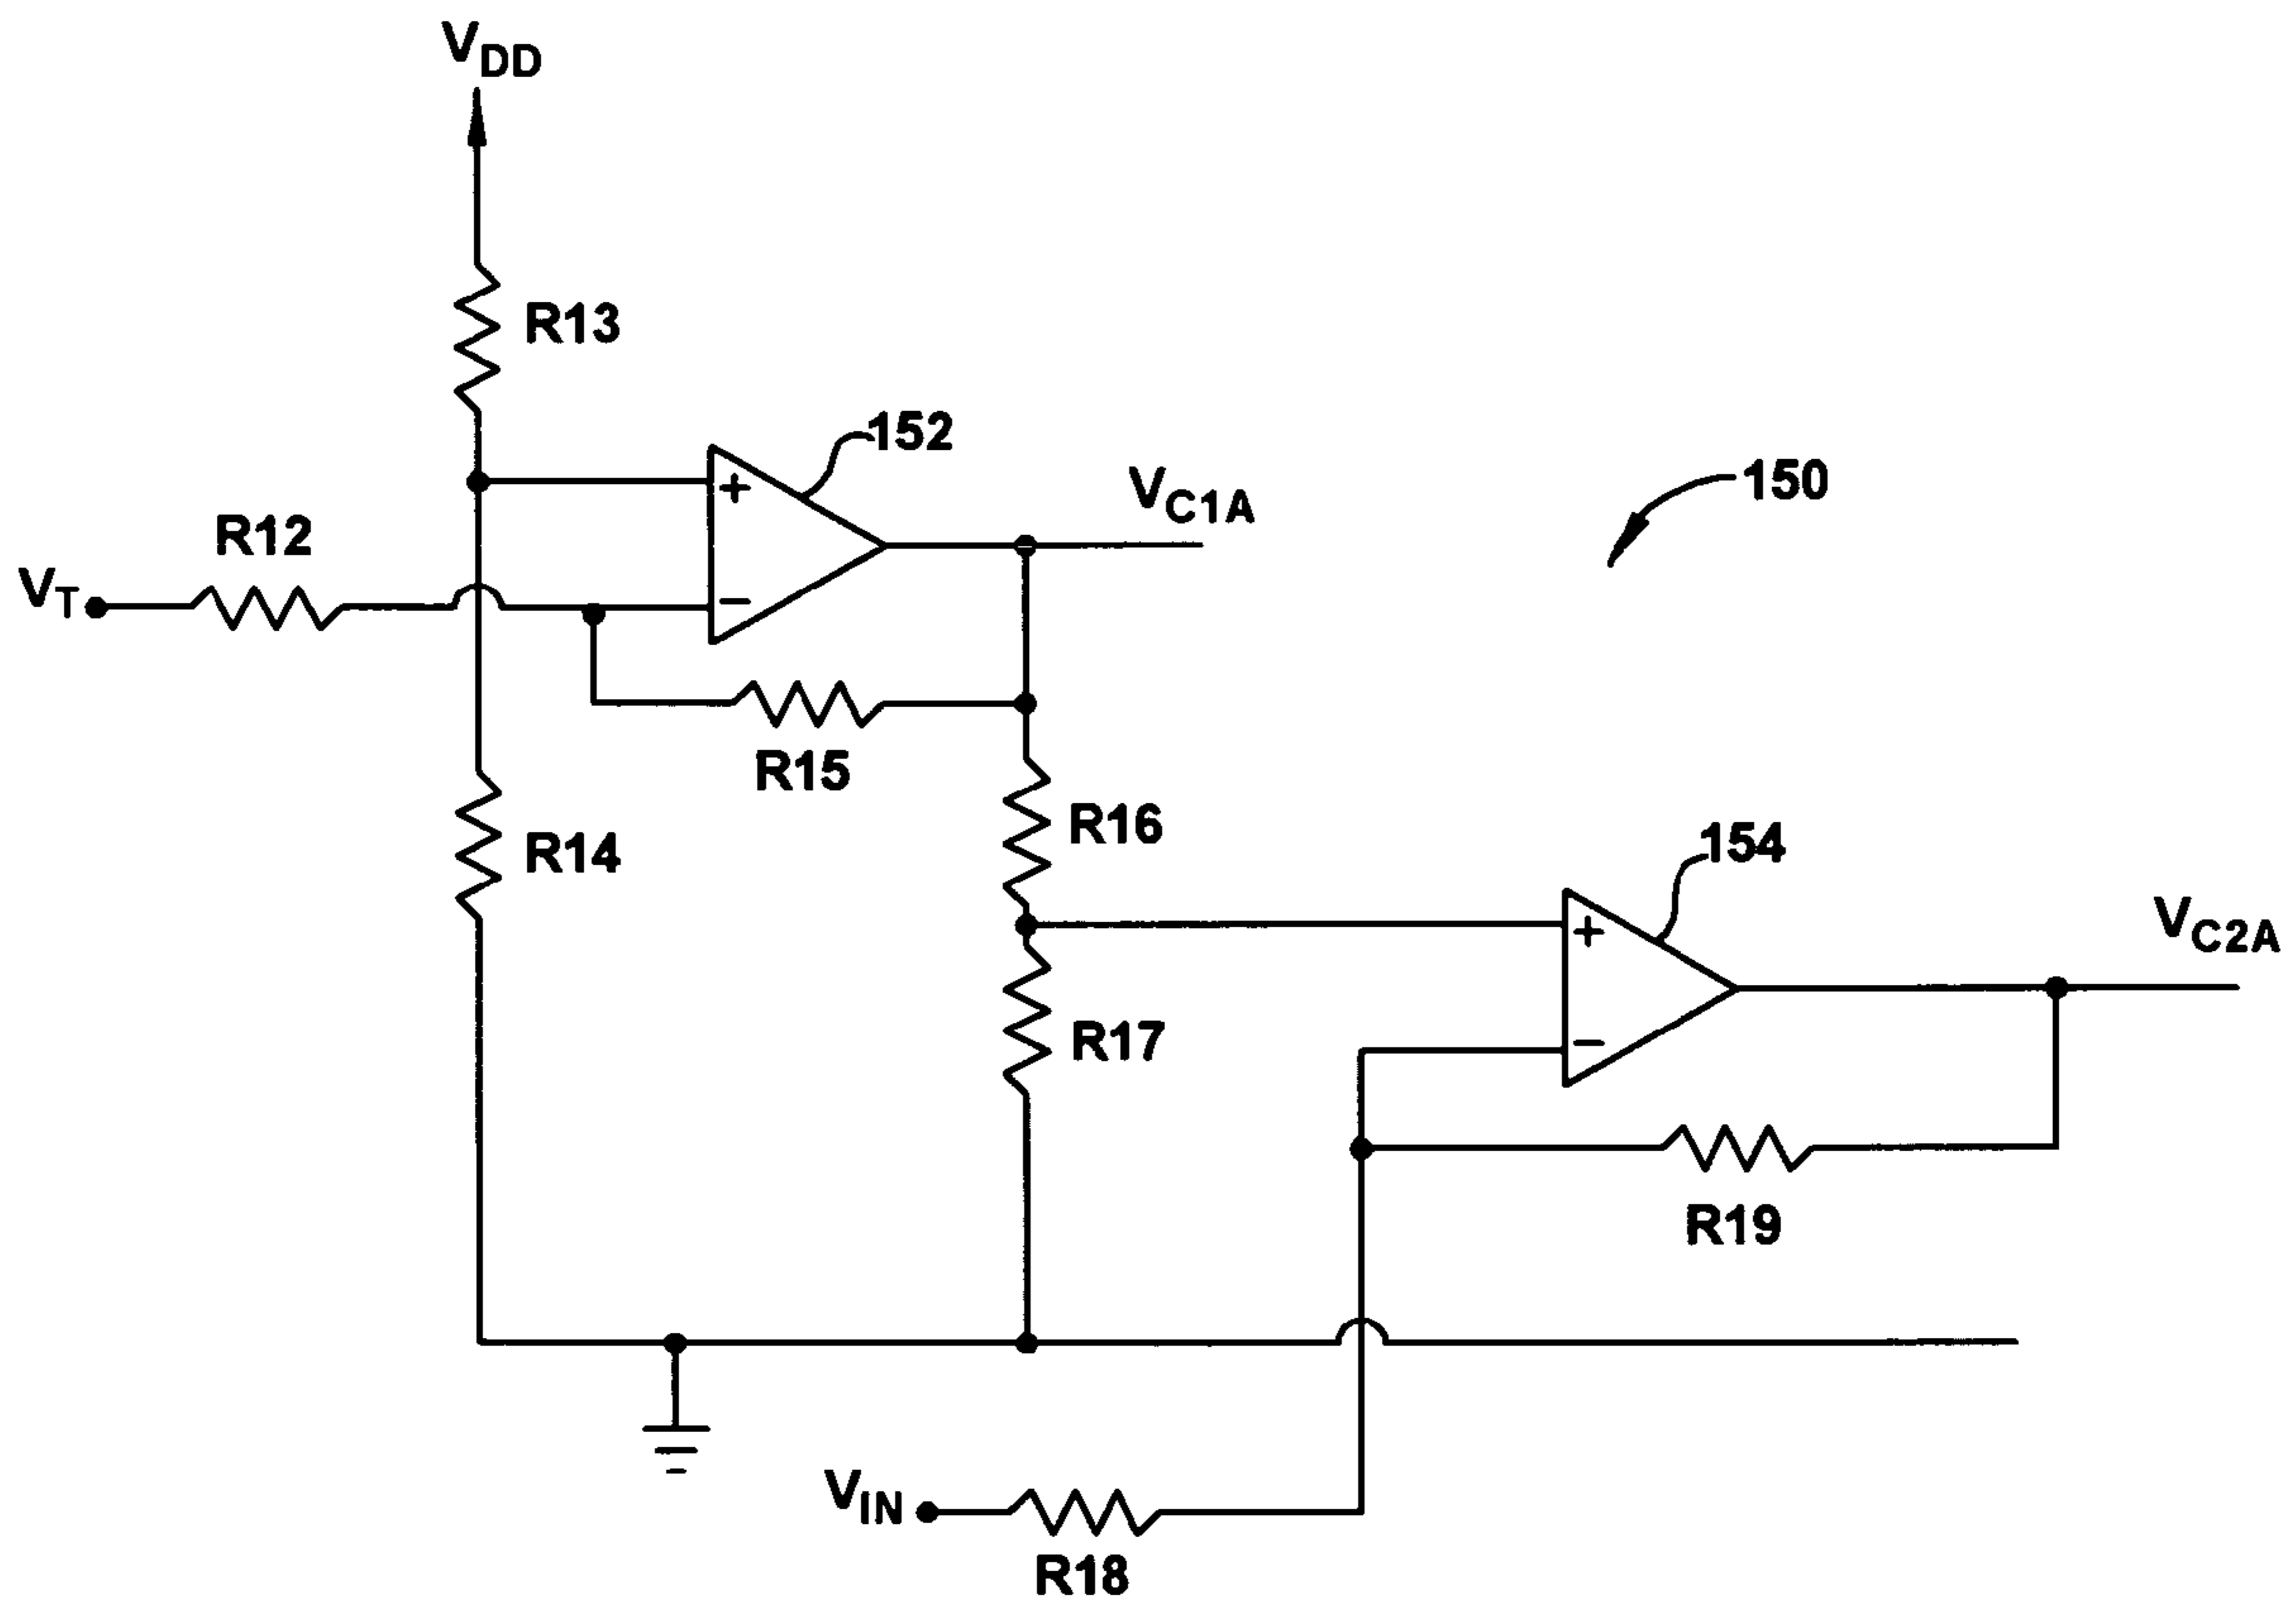 VDD
R13
152
VC1A
150
R12
VT
+
−
R15
R16
R14
154
VC2A
+
−
R17
R19
VIN
R18